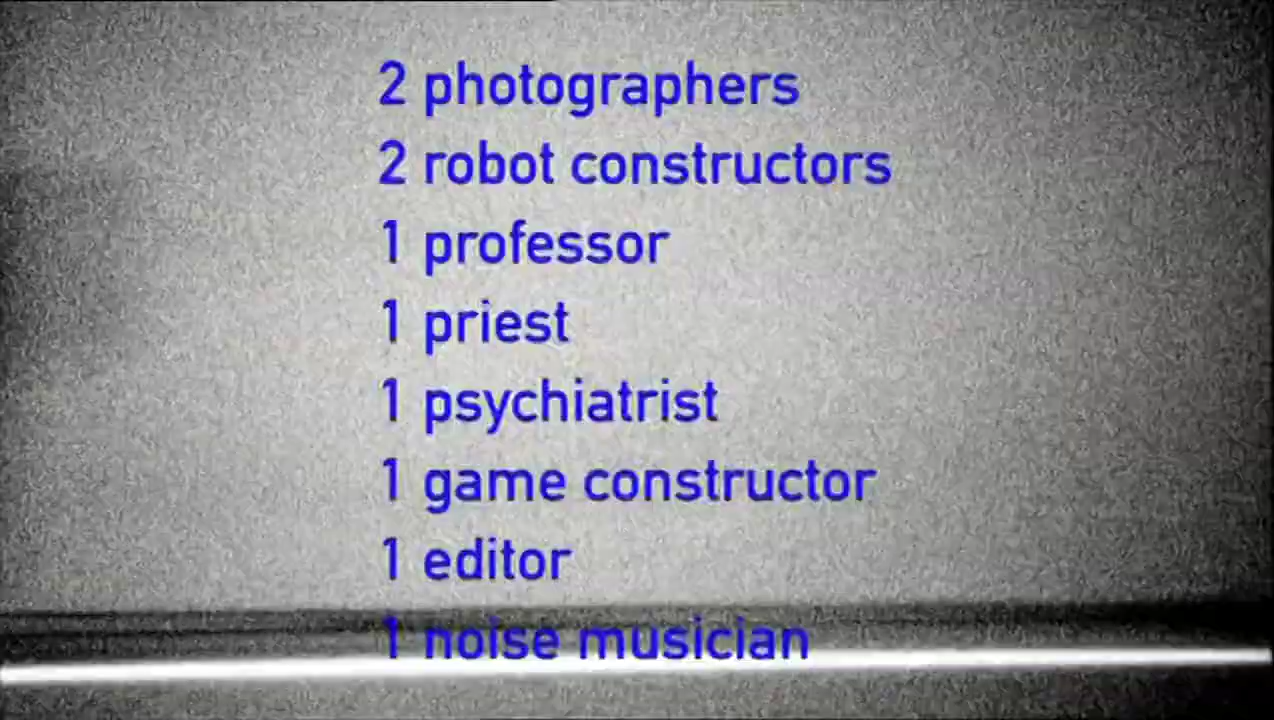 2 photographers
2 robot constructors
1 professor
1 priest
1 psychiatrist
1 game constructor
1 editor
1 noise musician